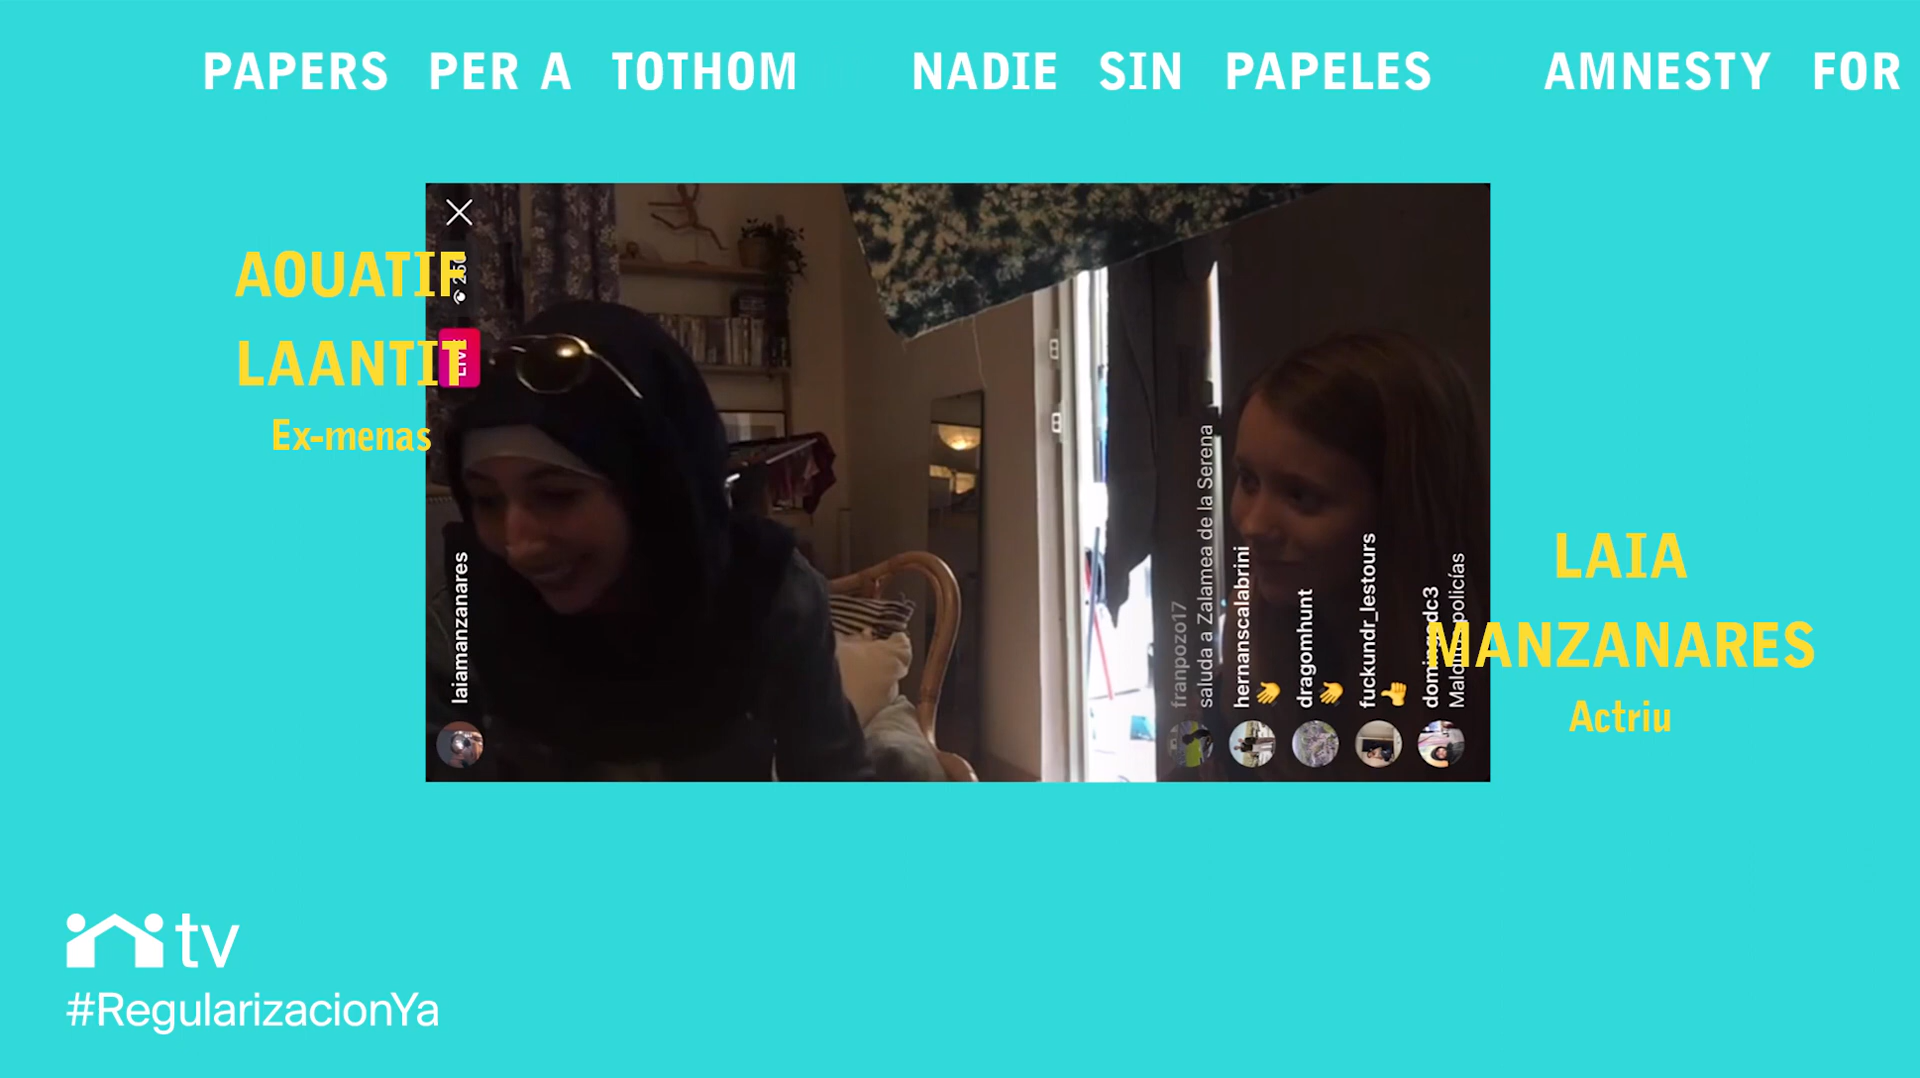 PAPERS PER A TOTHOM NADIE SIN PAPELES AMNESTY FOR
AOUATIF
LAANTIT
Ex-menas
LIVE
laiamanzanares
franpozo17
saluda a Zalamea de la Serena
hernanscalabrini
dragomhunt
fuckundr_lestours
LAIA
MANZANARES
Actriu
tv
#RegularizacionYa